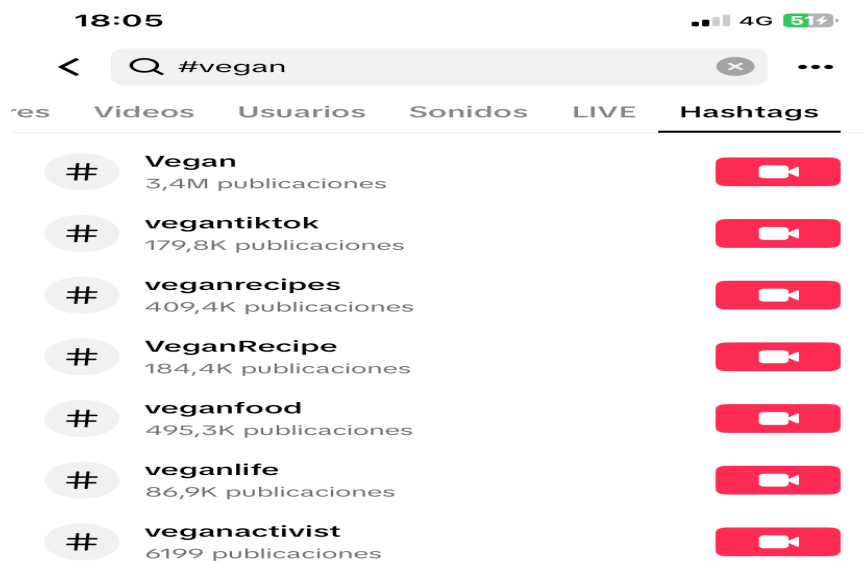 18:05 4G 51
#vegan
res Videos Usuarios Sonidos LIVE Hashtags
# Vegan
3,4M publicaciones
# vegantiktok
179,8K publicaciones
# veganrecipes
409,4K publicaciones
# VeganRecipe
184,4K publicaciones
# veganfood
495,3K publicaciones
# veganlife
86,9K publicaciones
# veganactivist
6199 publicaciones